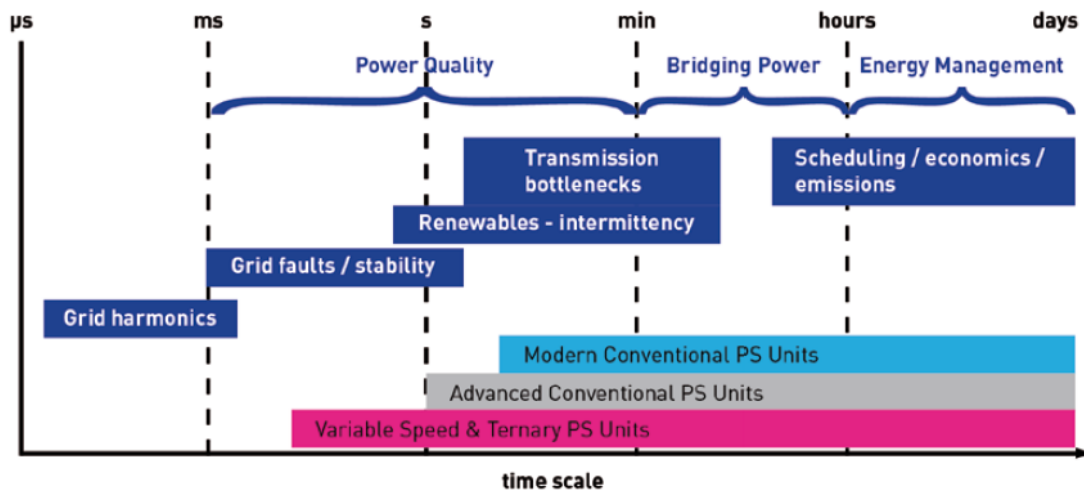 µs ms s min hours days
Power Quality Bridging Power Energy Management
Transmission
bottlenecks
Scheduling / economics /
emissions
Renewables - intermittency
Grid faults / stability
Grid harmonics
Modern Conventional PS Units
Advanced Conventional PS Units
Variable Speed & Ternary PS Units
time scale